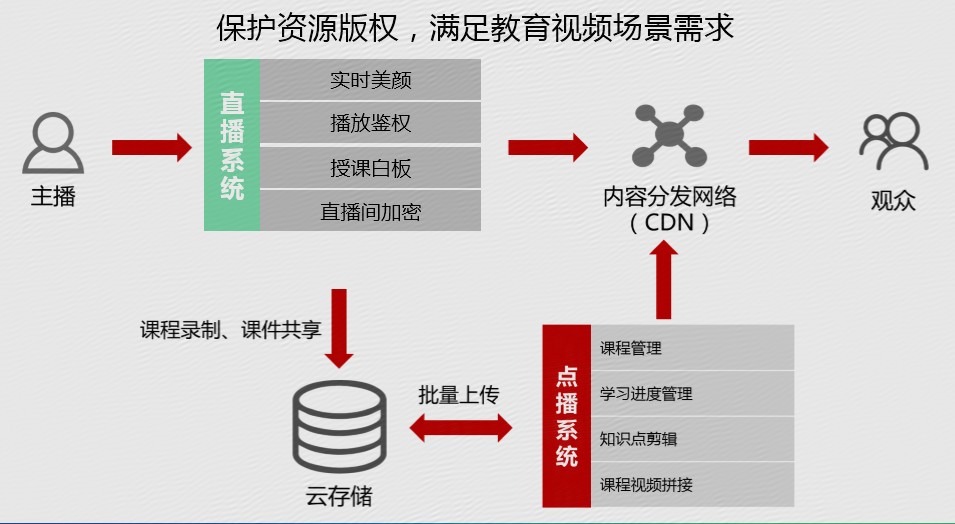 保护资源版权，满足教育视频场景需求
直播系统
实时美颜
播放鉴权
授课白板
直播间加密
主播
内容分发网络
（CDN）
观众
课程录制、课件共享
云存储
批量上传
点播系统
课程管理
学习进度管理
知识点剪辑
课程视频拼接